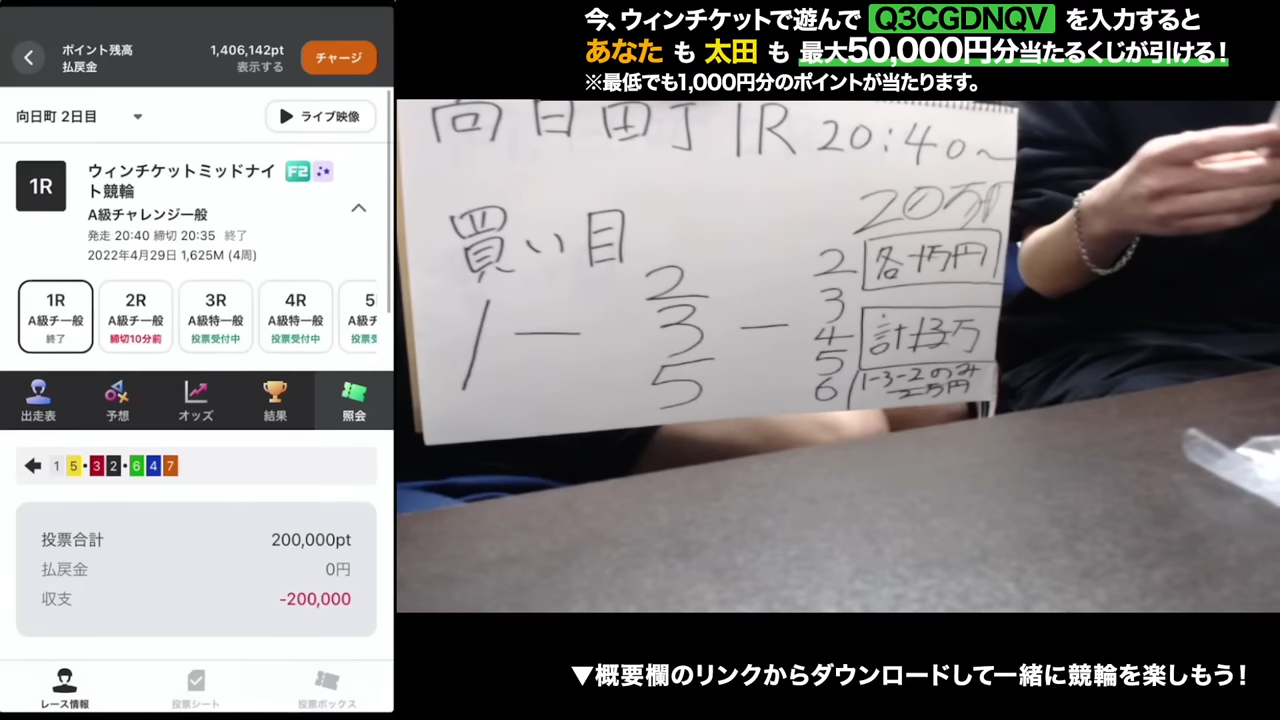 今、ウィンチケットで遊んで Q3CGDNQV を入力すると
あなた も 太田 も 最大50,000円分当たるくじが引ける！
※最低でも1,000円分のポイントが当たります。
ポイント残高 1,406,142pt
払戻金 表示する
チャージ
向日町 2日目
ライブ映像
1R
ウィンチケットミッドナイト競輪
F2
A級チャレンジ一般
発走 20:40 締切 20:35 終了
2022年4月29日 1,625M (4周)
1R 2R 3R 4R 5
A級チ一般 A級チ一般 A級特一般 A級特一般 A級チ
終了 締切10分前 投票受付中 投票受付中 投票受
出走表 予想 オッズ 結果 照会
1 5・3 2・6 4 7
投票合計 200,000pt
払戻金 0円
収支 -200,000
レース情報 投票シート 投票ボックス
向日町 1R 20:40~
買い目
20万円
1 ー 2 3 5 ー 2 3 4 5 6
各1万円
計13万
1-3-2のみ
2万円
▼概要欄のリンクからダウンロードして一緒に競輪を楽しもう！